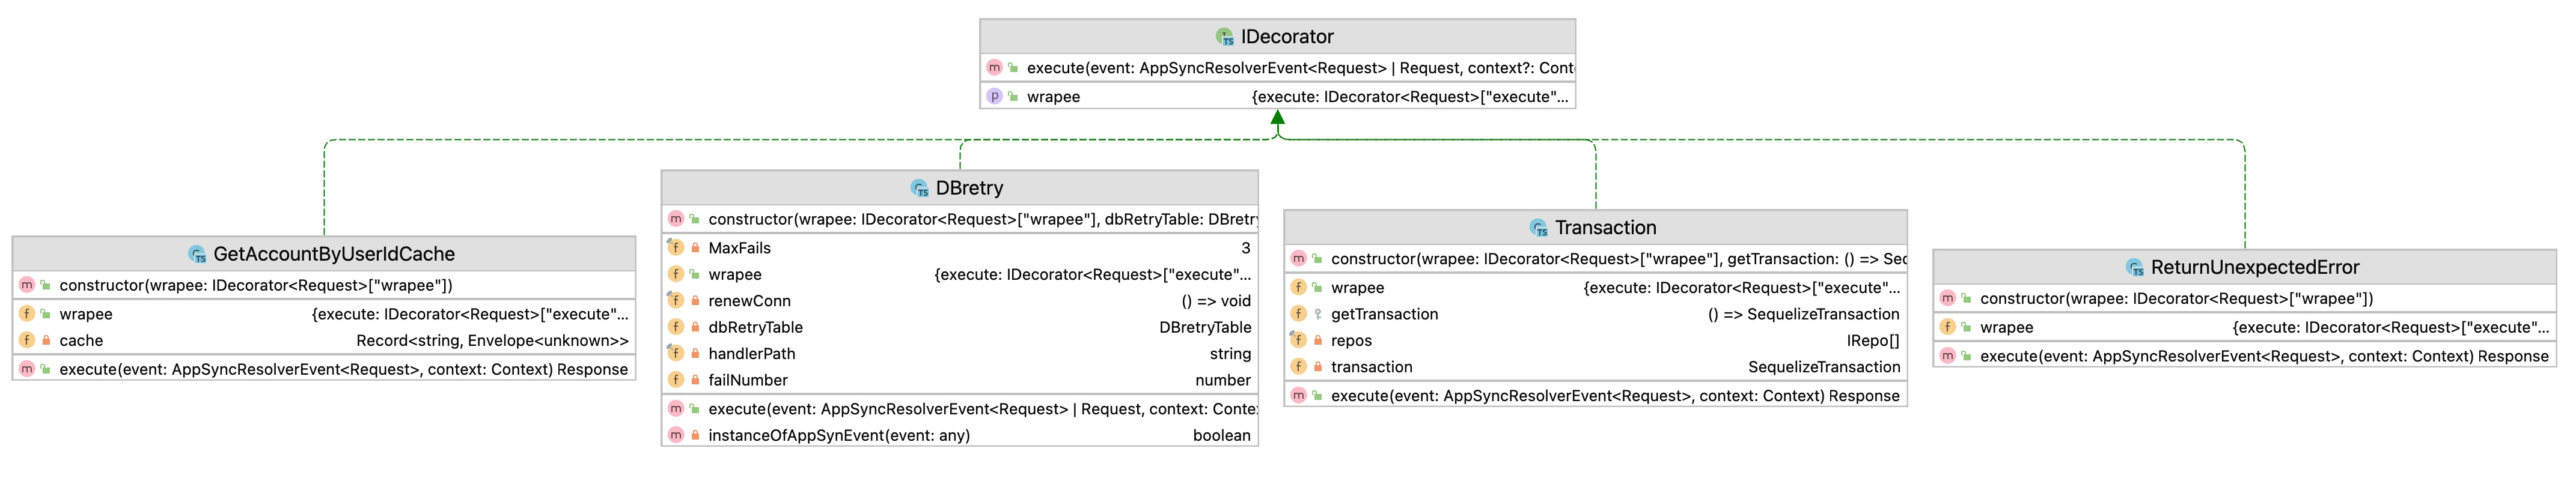 IDecorator
execute(event: AppSyncResolverEvent<Request> | Request, context?: Cont
wrapee {execute: IDecorator<Request>["execute"...
GetAccountByUserIdCache
constructor(wrapee: IDecorator<Request>["wrapee"])
wrapee {execute: IDecorator<Request>["execute"...
cache Record<string, Envelope<unknown>>
execute(event: AppSyncResolverEvent<Request>, context: Context) Response
DBretry
constructor(wrapee: IDecorator<Request>["wrapee"], dbRetryTable: DBretry
MaxFails 3
wrapee {execute: IDecorator<Request>["execute"...
renewConn () => void
dbRetryTable DBretryTable
handlerPath string
failNumber number
execute(event: AppSyncResolverEvent<Request> | Request, context: Conte
instanceOfAppSynEvent(event: any) boolean
Transaction
constructor(wrapee: IDecorator<Request>["wrapee"], getTransaction: () => Sec
wrapee {execute: IDecorator<Request>["execute"...
getTransaction () => SequelizeTransaction
repos IRepo[]
transaction SequelizeTransaction
execute(event: AppSyncResolverEvent<Request>, context: Context) Response
ReturnUnexpectedError
constructor(wrapee: IDecorator<Request>["wrapee"])
wrapee {execute: IDecorator<Request>["execute"...
execute(event: AppSyncResolverEvent<Request>, context: Context) Response